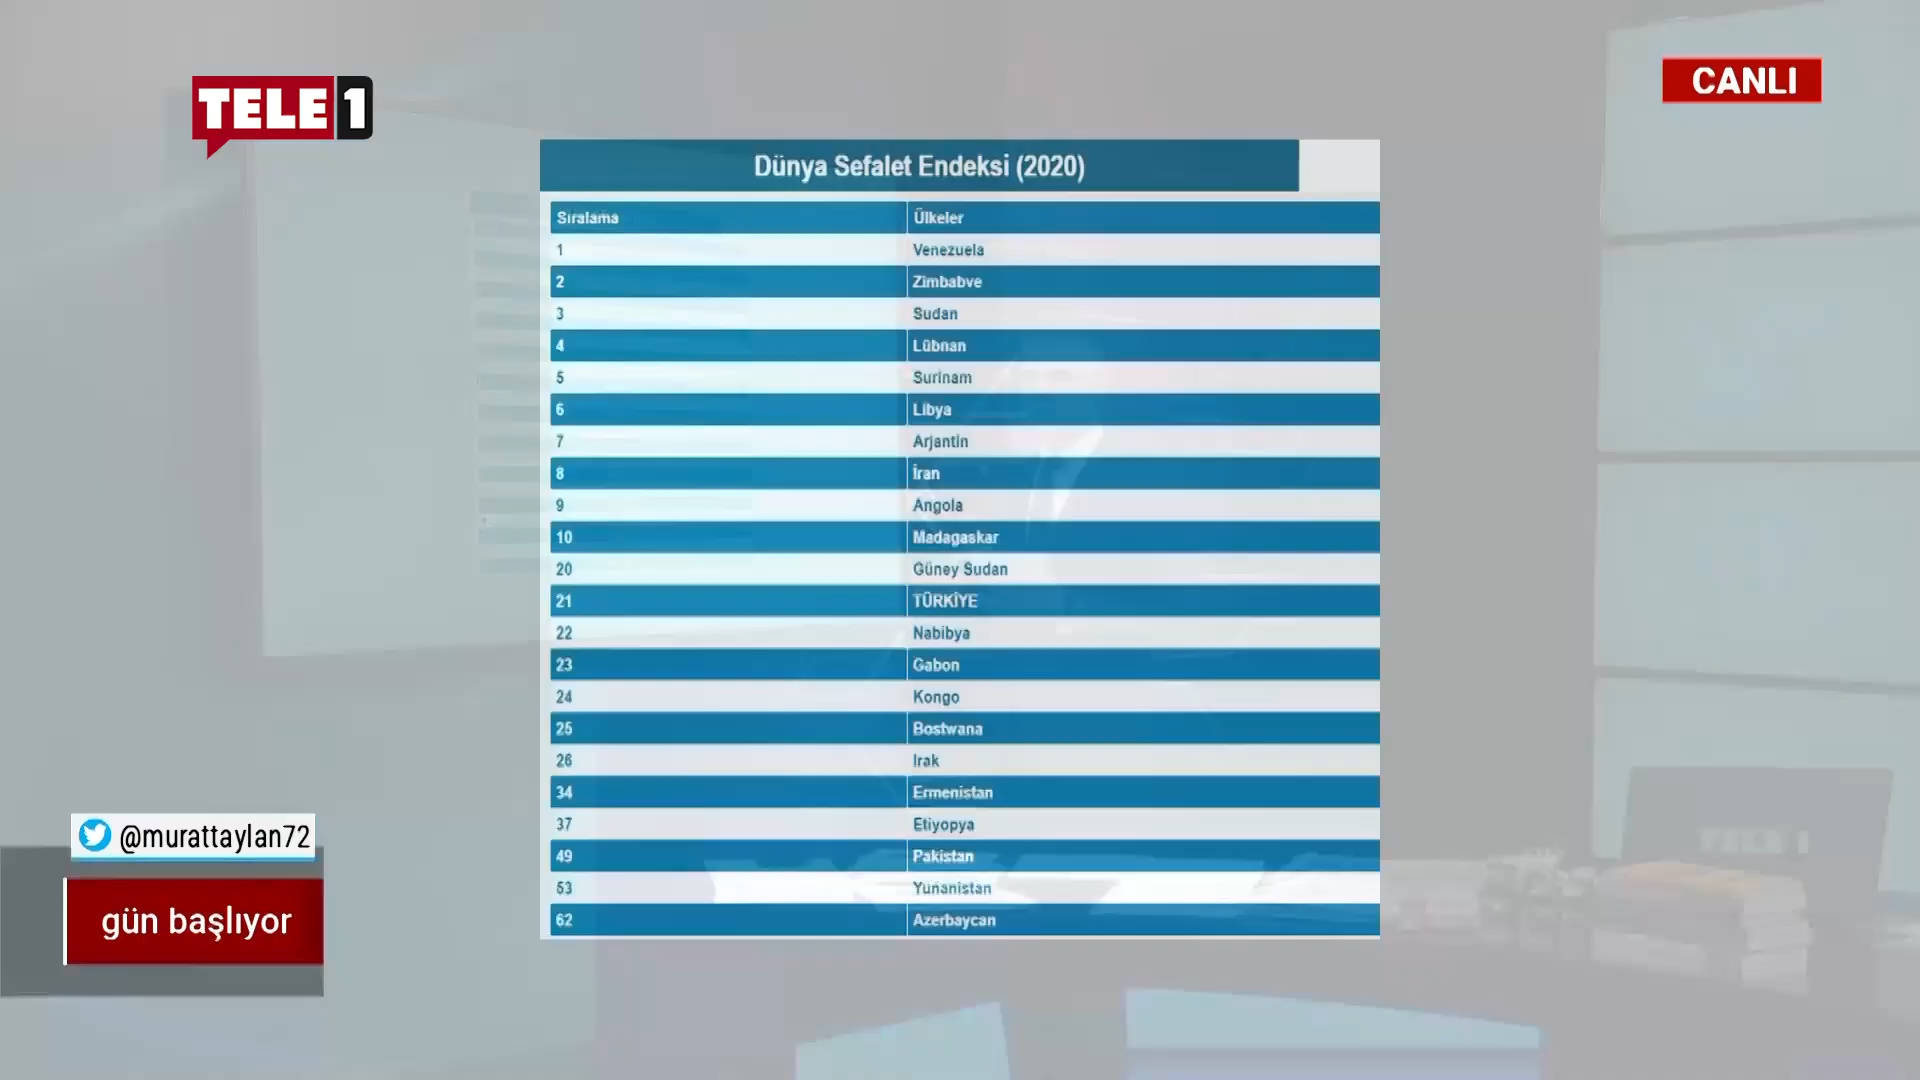 TELE 1
CANLI
Dünya Sefalet Endeksi (2020)
Sıralama Ülkeler
1 Venezuela
2 Zimbabve
3 Sudan
4 Lübnan
5 Surinam
6 Libya
7 Arjantin
8 İran
9 Angola
10 Madagaskar
20 Güney Sudan
21 TÜRKİYE
22 Nabibya
23 Gabon
24 Kongo
25 Bostwana
26 Irak
34 Ermenistan
37 Etiyopya
49 Pakistan
53 Yunanistan
62 Azerbaycan
@murattaylan72
gün başlıyor